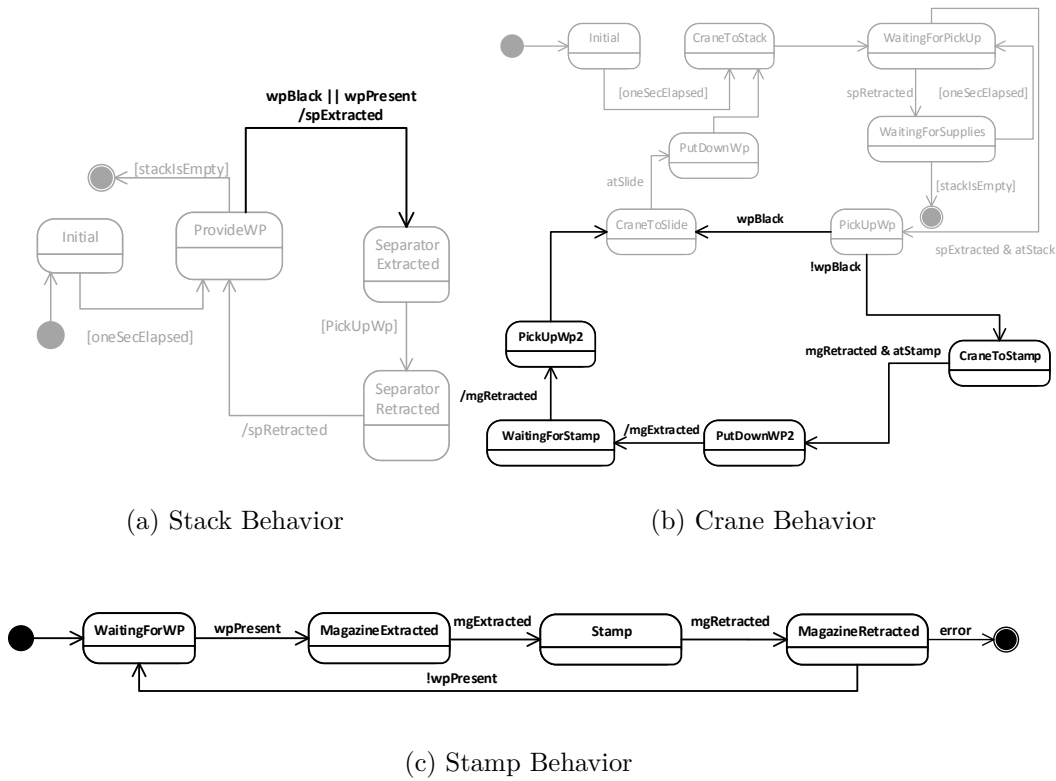 wpBlack || wpPresent
/spExtracted
[stackIsEmpty]
Initial
ProvideWP
Separator
Extracted
[oneSecElapsed]
[PickUpWp]
Separator
Retracted
/spRetracted
(a) Stack Behavior
Initial
CraneToStack
WaitingForPickUp
[oneSecElapsed]
spRetracted
[oneSecElapsed]
PutDownWp
WaitingForSupplies
atSlide
[stackIsEmpty]
CraneToSlide
wpBlack
PickUpWp
spExtracted & atStack
!wpBlack
PickUpWp2
mgRetracted & atStamp
CraneToStamp
/mgRetracted
WaitingForStamp
/mgExtracted
PutDownWP2
(b) Crane Behavior
WaitingForWP
wpPresent
MagazineExtracted
mgExtracted
Stamp
mgRetracted
MagazineRetracted
error
!wpPresent
(c) Stamp Behavior